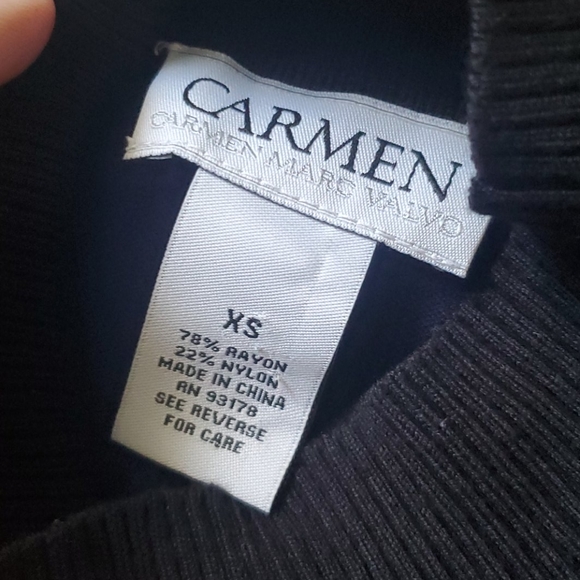 CARMEN
CARMEN MARC VALVO
XS
78% RAYON
22% NYLON
MADE IN CHINA
RN 93178
SEE REVERSE
FOR CARE